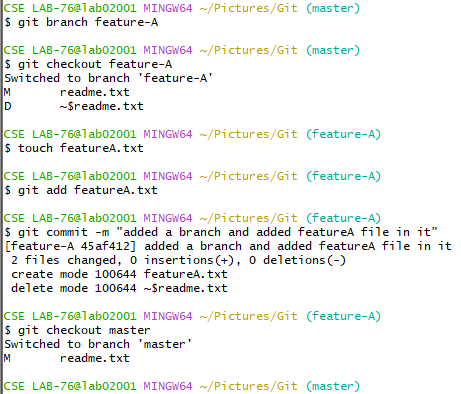 CSE LAB-76@lab02001 MINGW64 ~/Pictures/Git (master)
$ git branch feature-A
CSE LAB-76@lab02001 MINGW64 ~/Pictures/Git (master)
$ git checkout feature-A
Switched to branch 'feature-A'
M       readme.txt
D       ~$readme.txt
CSE LAB-76@lab02001 MINGW64 ~/Pictures/Git (feature-A)
$ touch featureA.txt
CSE LAB-76@lab02001 MINGW64 ~/Pictures/Git (feature-A)
$ git add featureA.txt
CSE LAB-76@lab02001 MINGW64 ~/Pictures/Git (feature-A)
$ git commit -m "added a branch and added featureA file in it"
[feature-A 45af412] added a branch and added featureA file in it
 2 files changed, 0 insertions(+), 0 deletions(-)
 create mode 100644 featureA.txt
 delete mode 100644 ~$readme.txt
CSE LAB-76@lab02001 MINGW64 ~/Pictures/Git (feature-A)
$ git checkout master
Switched to branch 'master'
M       readme.txt
CSE LAB-76@lab02001 MINGW64 ~/Pictures/Git (master)